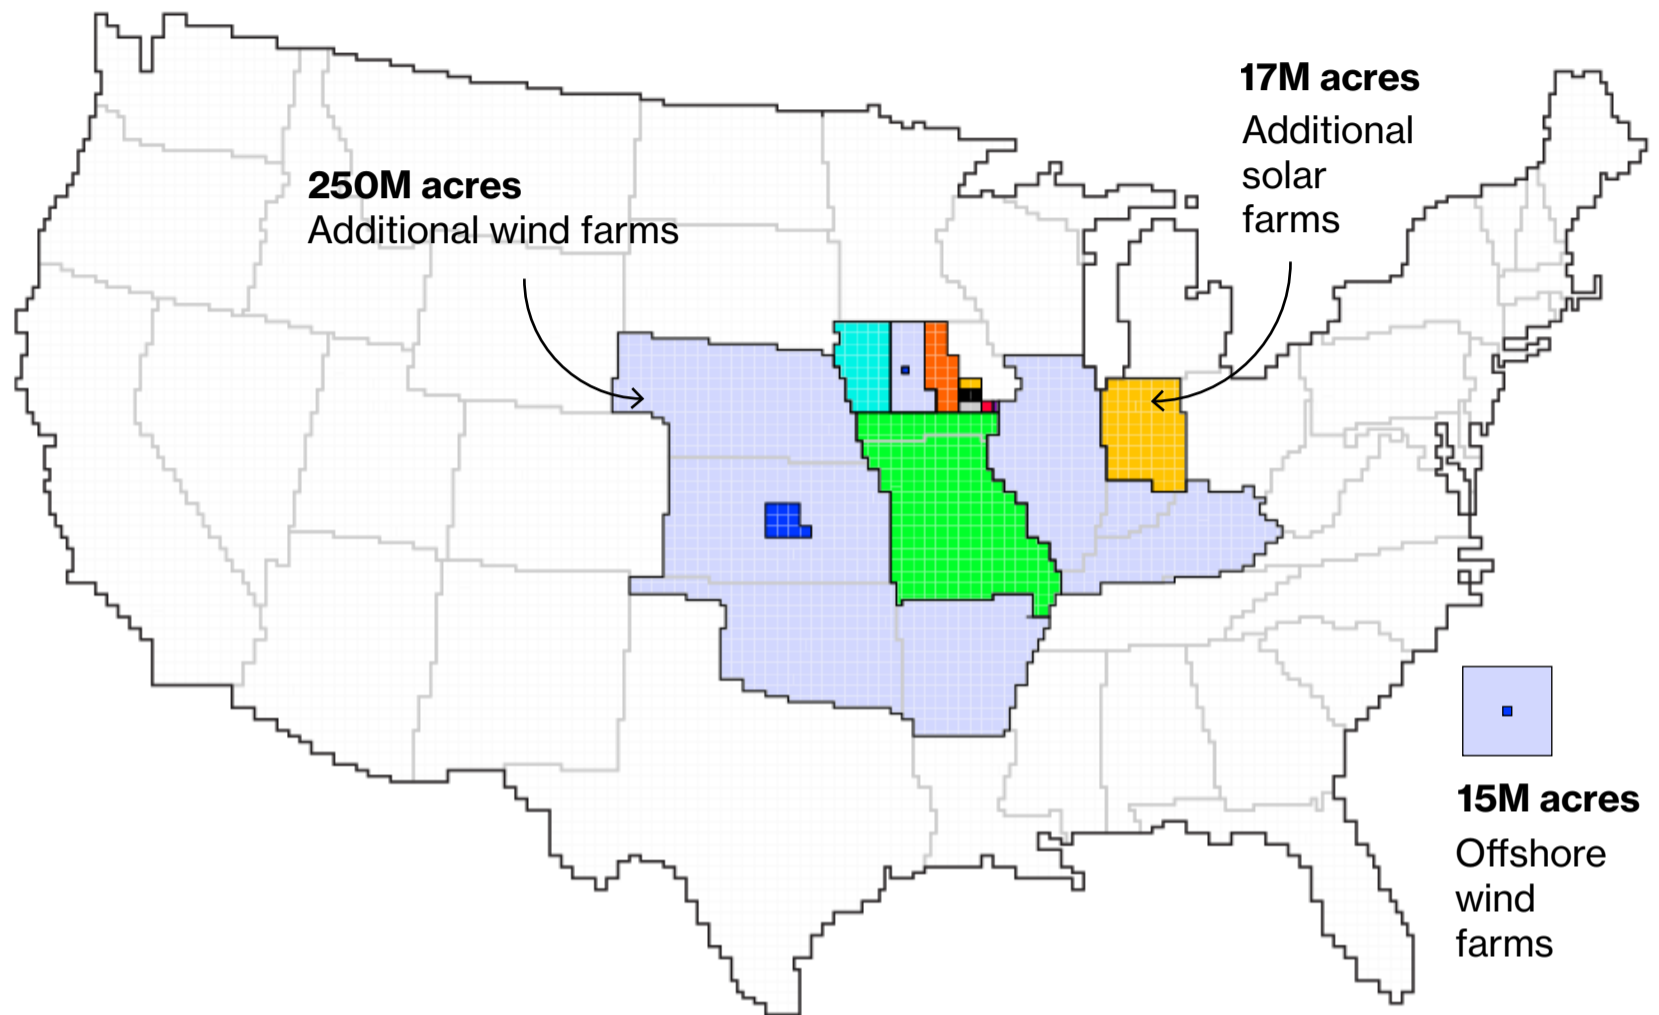 250M acres
Additional wind farms
17M acres
Additional
solar
farms
15M acres
Offshore
wind
farms